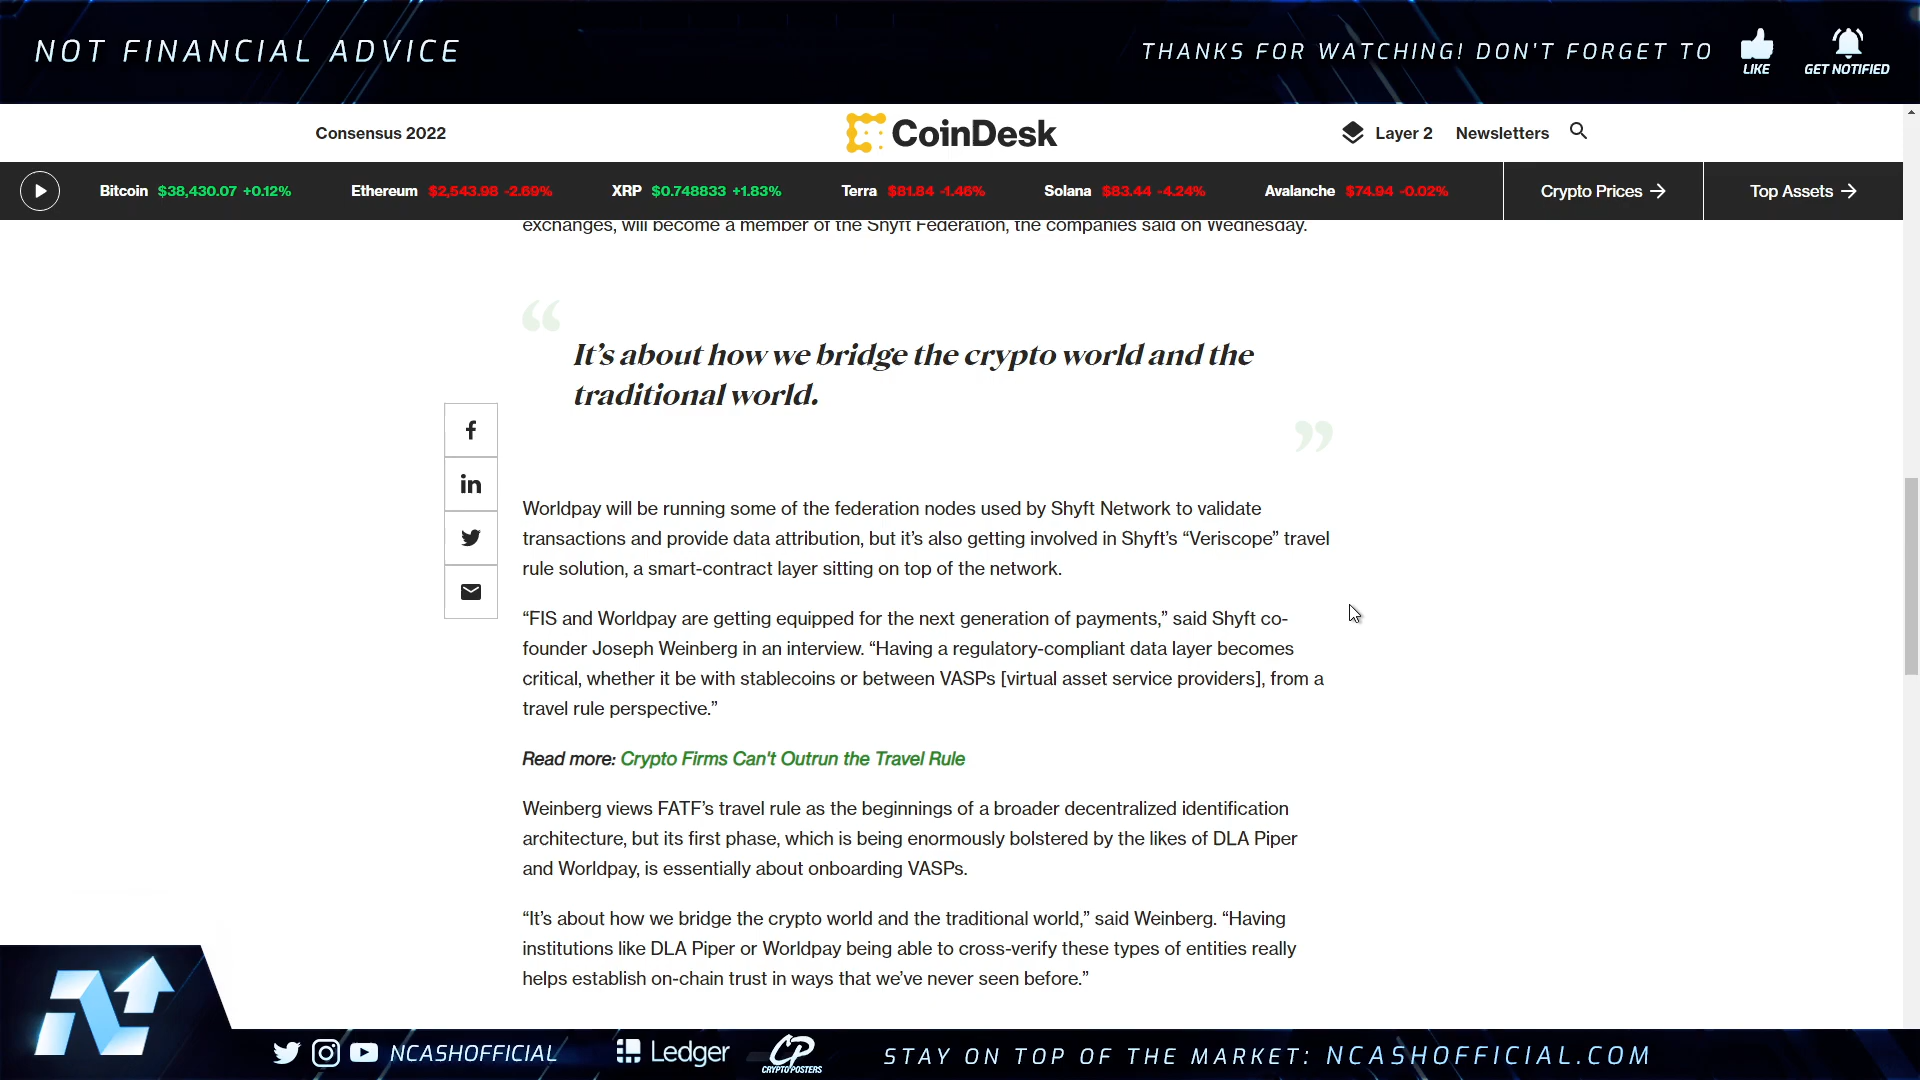 NOT FINANCIAL ADVICE
THANKS FOR WATCHING! DON'T FORGET TO
LIKE
GET NOTIFIED
Consensus 2022
CoinDesk
Layer 2
Newsletters
Bitcoin $38,430.07 +0.12%
Ethereum $2,543.98 -2.69%
XRP $0.748833 +1.83%
Terra $81.84 -1.46%
Solana $83.44 -4.24%
Avalanche $74.94 -0.02%
Crypto Prices →
Top Assets →
exchanges, will become a member of the Shyft Federation, the companies said on Wednesday.
“
It’s about how we bridge the crypto world and the
traditional world.
”
Worldpay will be running some of the federation nodes used by Shyft Network to validate
transactions and provide data attribution, but it’s also getting involved in Shyft’s “Veriscope” travel
rule solution, a smart-contract layer sitting on top of the network.
“FIS and Worldpay are getting equipped for the next generation of payments,” said Shyft co-
founder Joseph Weinberg in an interview. “Having a regulatory-compliant data layer becomes
critical, whether it be with stablecoins or between VASPs [virtual asset service providers], from a
travel rule perspective.”
Read more: Crypto Firms Can't Outrun the Travel Rule
Weinberg views FATF’s travel rule as the beginnings of a broader decentralized identification
architecture, but its first phase, which is being enormously bolstered by the likes of DLA Piper
and Worldpay, is essentially about onboarding VASPs.
“It’s about how we bridge the crypto world and the traditional world,” said Weinberg. “Having
institutions like DLA Piper or Worldpay being able to cross-verify these types of entities really
helps establish on-chain trust in ways that we’ve never seen before.”
NCASHOFFICIAL
Ledger
CP
CRYPTOPOSTERS
STAY ON TOP OF THE MARKET: NCASHOFFICIAL.COM